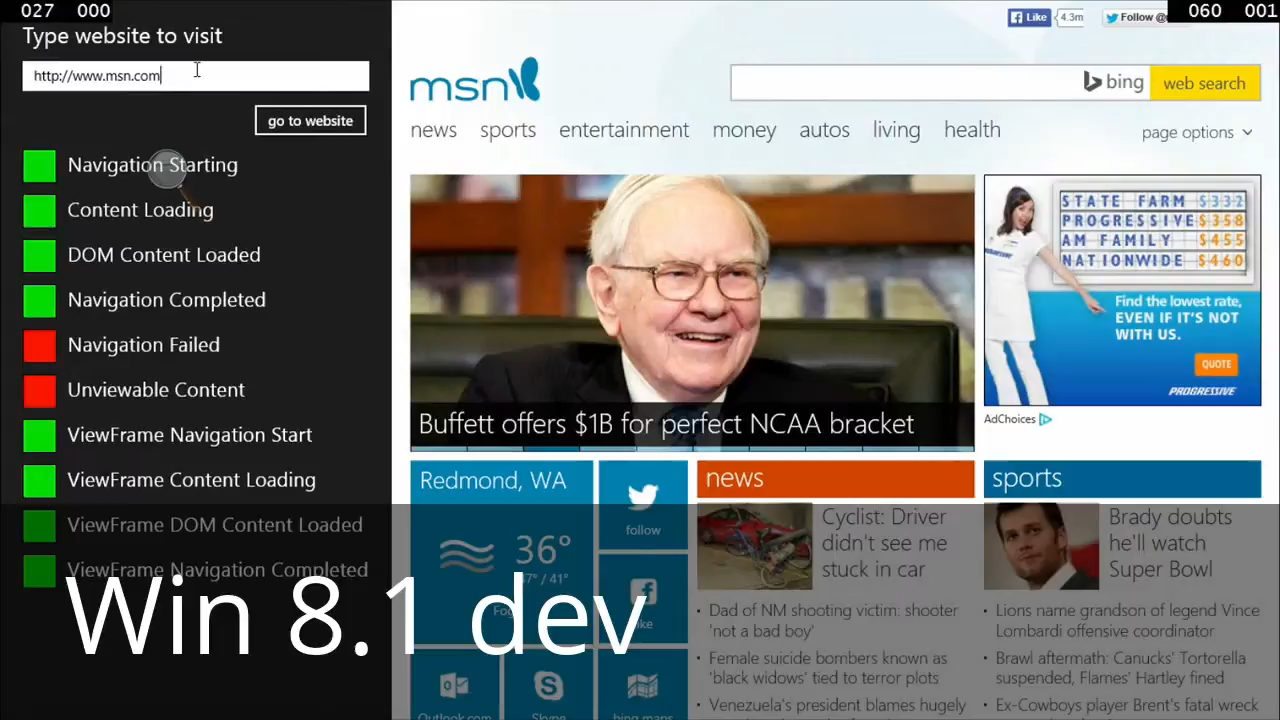 027 000
060 001
Type website to visit
http://www.msn.com
go to website
Navigation Starting
Content Loading
DOM Content Loaded
Navigation Completed
Navigation Failed
Unviewable Content
ViewFrame Navigation Start
ViewFrame Content Loading
ViewFrame DOM Content Loaded
ViewFrame Navigation Completed
Win 8.1 dev
Like
4.3m
Follow @
msn
bing
web search
news sports entertainment money autos living health
page options
Buffett offers $1B for perfect NCAA bracket
STATE FARM $332
PROGRESSIVE $358
AM FAMILY $455
NATIONWIDE $460
Find the lowest rate,
EVEN IF IT'S NOT
WITH US.
QUOTE
PROGRESSIVE
AdChoices
Redmond, WA
36°
/ 41°
follow
Outlook.com
Skype
bing maps
news
Cyclist: Driver
didn't see me
stuck in car
• Dad of NM shooting victim: shooter
'not a bad boy'
• Female suicide bombers known as
'black widows' tied to terror plots
• Venezuela's president blames hugely
sports
Brady doubts
he'll watch
Super Bowl
• Lions name grandson of legend Vince
Lombardi offensive coordinator
• Brawl aftermath: Canucks' Tortorella
suspended, Flames' Hartley fined
• Ex-Cowboys player Brent's fatal wreck